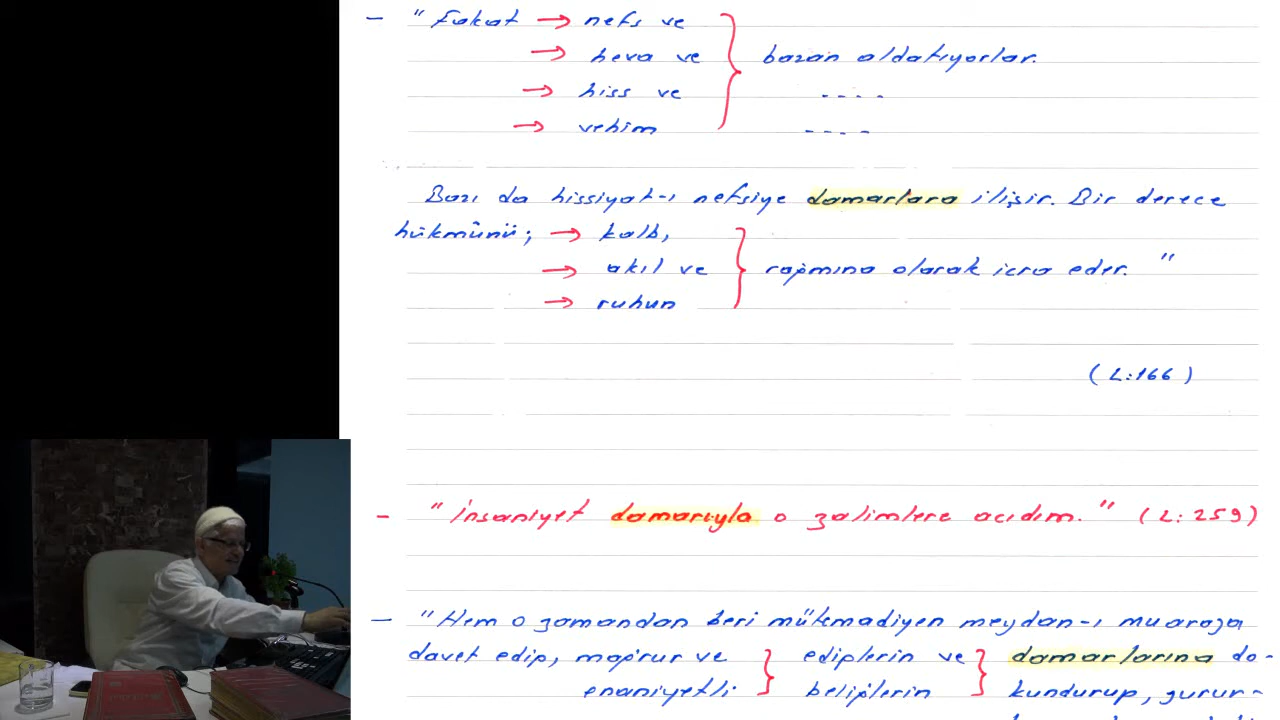 - "Fakat → nefs ve
→ heva ve } bazan aldatıyorlar.
→ hiss ve ....
→ vehim ....
Bazı da hissiyat-ı nefsiye damarlara ilişir. Bir derece
hükmünü; → kalb,
→ akıl ve } rağmına olarak icra eder."
→ ruhun
(L:166)
- "İnsaniyet damarıyla o zalimlere acıdım." (L:259)
- "Hem o zamandan beri mütemadiyen meydan-ı muaraza
davet edip, mağrur ve } ediplerin ve } damarlarına do-
enaniyetli beliğlerin kundurup, gurur-